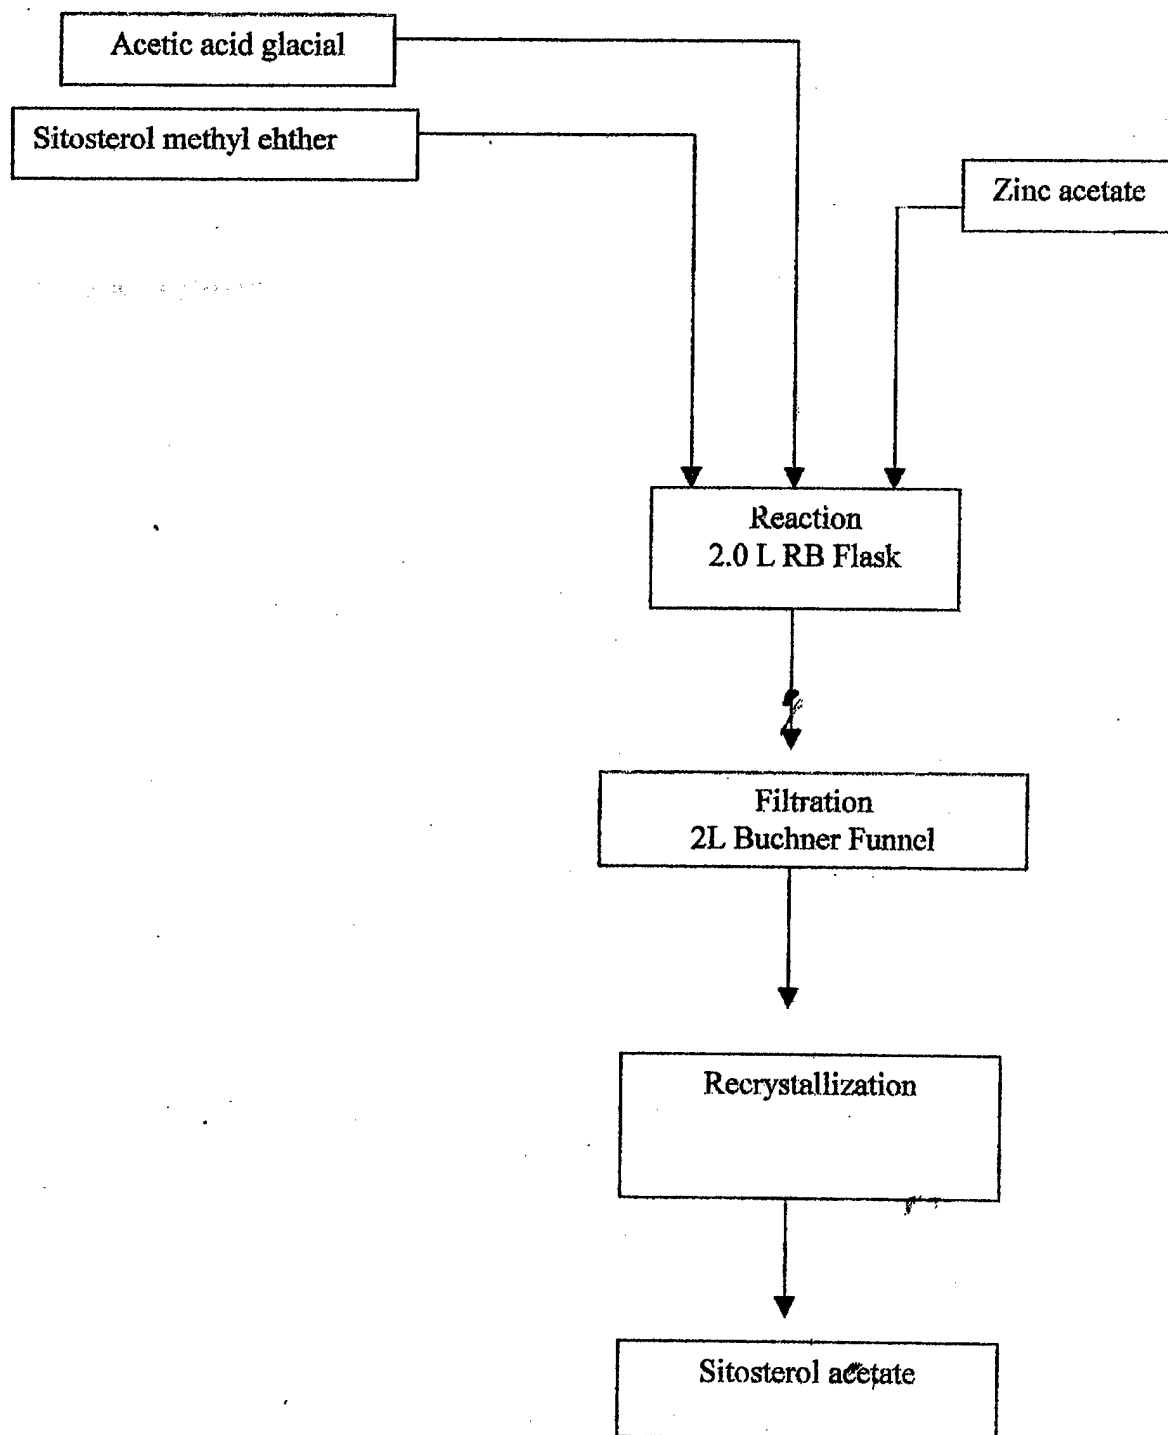 Acetic acid glacial
Sitosterol methyl ehther
Zinc acetate
Reaction
2.0 L RB Flask
Filtration
2L Buchner Funnel
Recrystallization
Sitosterol acetate